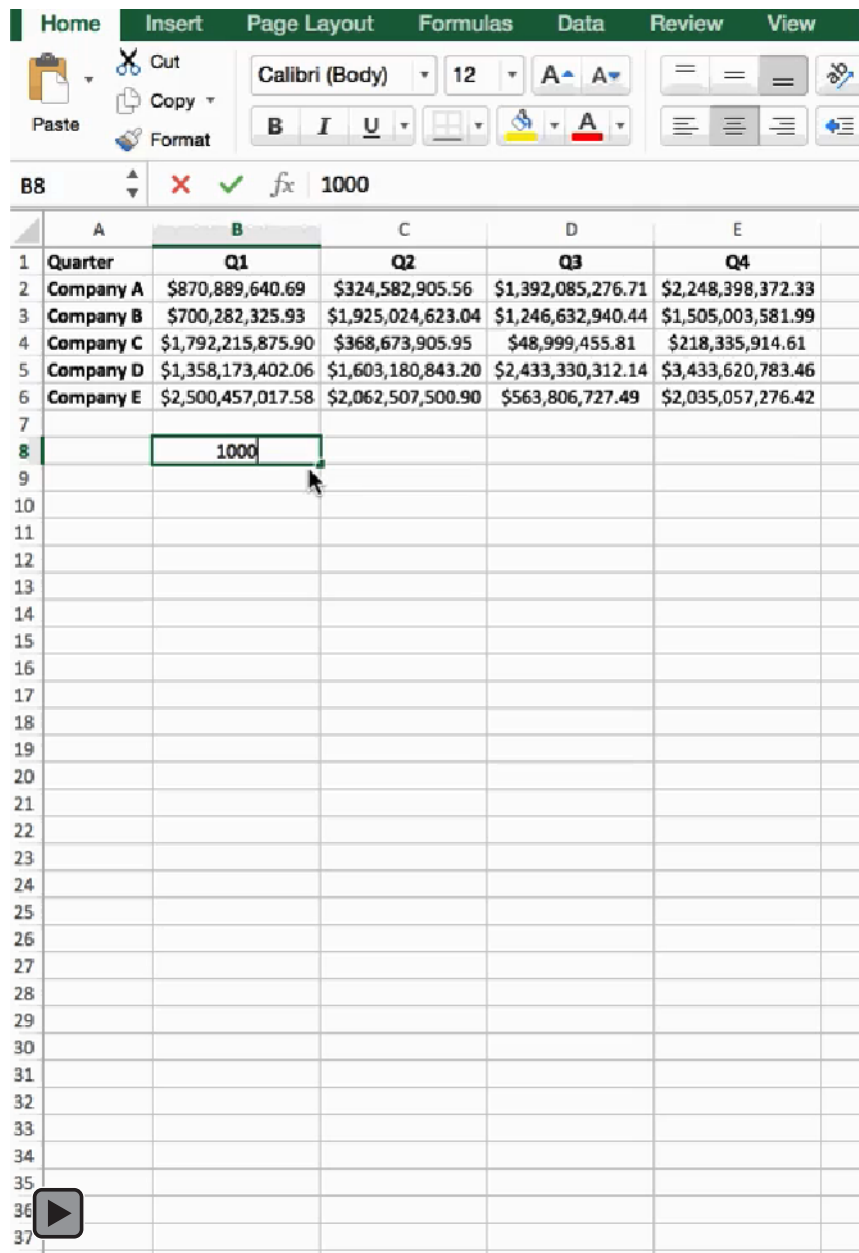 Home Insert Page Layout Formulas Data Review View
Cut
Calibri (Body) 12 A A
Copy
Paste
B I U A
Format
B8 fx 1000
A B C D E
1 Quarter Q1 Q2 Q3 Q4
2 Company A $870,889,640.69 $324,582,905.56 $1,392,085,276.71 $2,248,398,372.33
3 Company B $700,282,325.93 $1,925,024,623.04 $1,246,632,940.44 $1,505,003,581.99
4 Company C $1,792,215,875.90 $368,673,905.95 $48,999,455.81 $218,335,914.61
5 Company D $1,358,173,402.06 $1,603,180,843.20 $2,433,330,312.14 $3,433,620,783.46
6 Company E $2,500,457,017.58 $2,062,507,500.90 $563,806,727.49 $2,035,057,276.42
7
8 1000
9
10
11
12
13
14
15
16
17
18
19
20
21
22
23
24
25
26
27
28
29
30
31
32
33
34
35
36
37